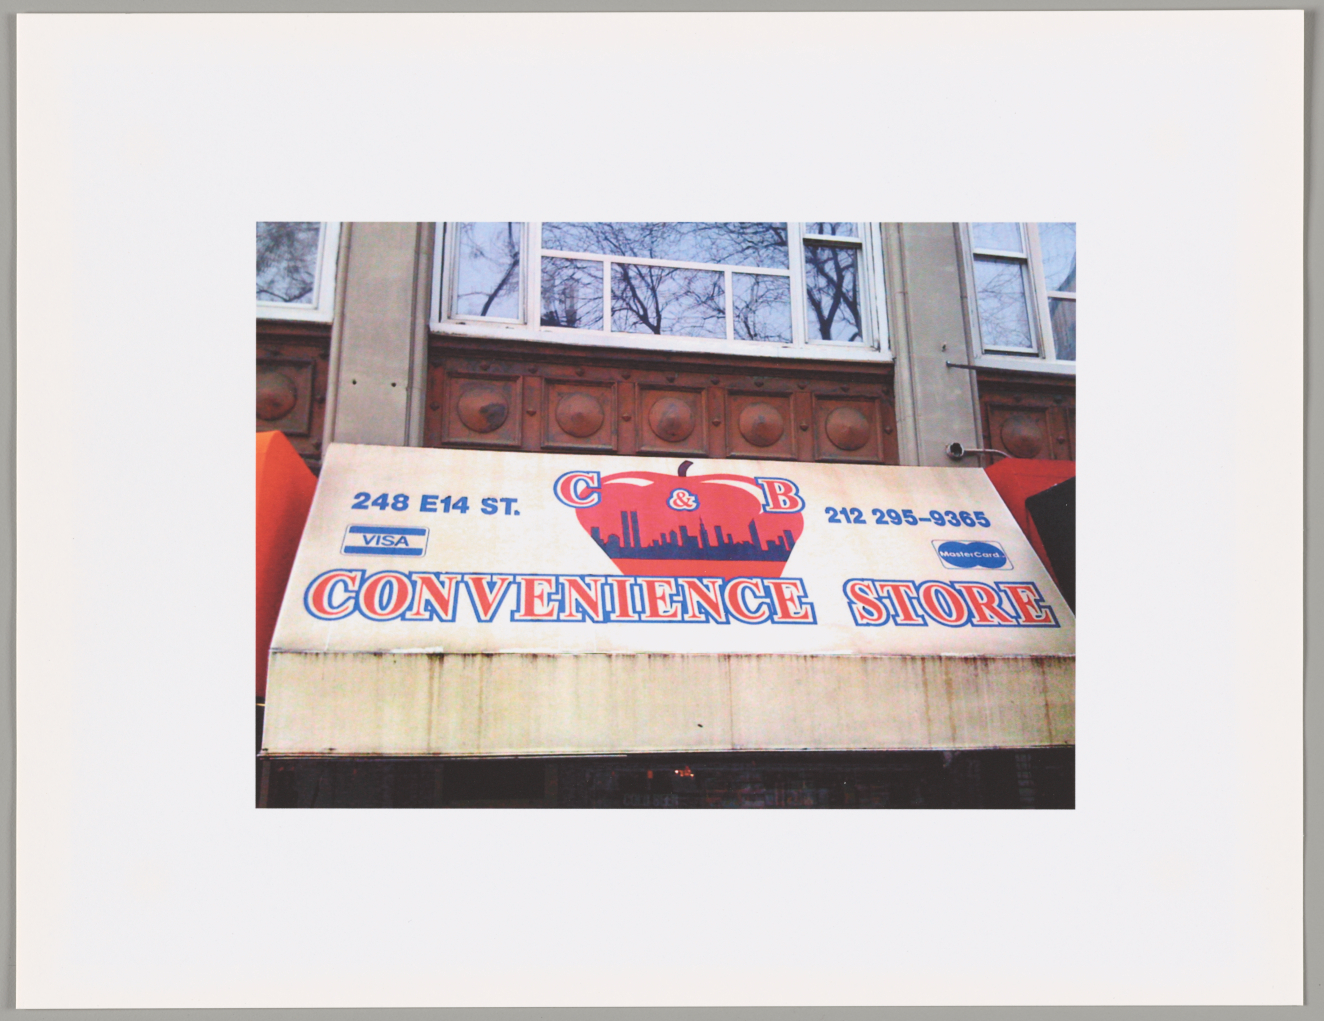 C & B
248 E14 ST.
212 295-9365
VISA
MasterCard
CONVENIENCE STORE